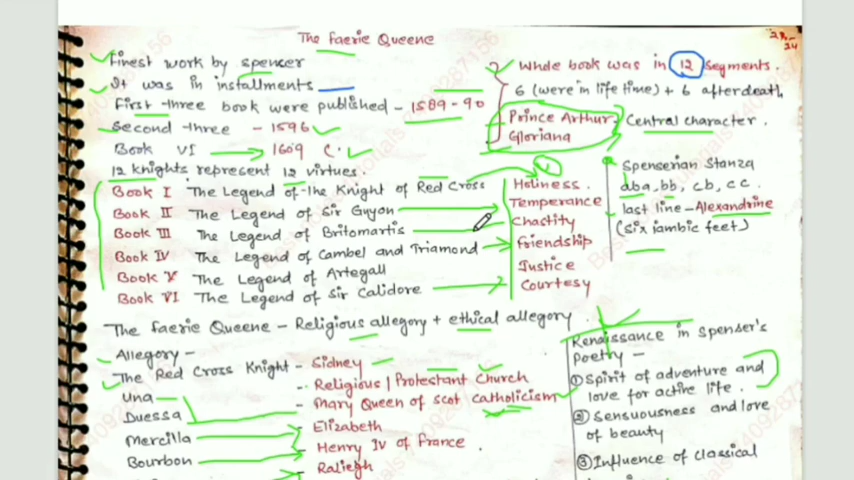 The Faerie Queene
23-24
Finest work by spencer
It was in installments
First three book were published - 1589-90
Second three - 1596
Book VI → 1609 C.
12 knights represent 12 virtues.
Whole book was in 12 segments.
6 (were in life time) + 6 after death,
Prince Arthur
Gloriana
Central character.
Book I The Legend of the Knight of Red Cross
Book II The Legend of Sir Guyon
Book III The Legend of Britomartis
Book IV The Legend of Cambel and Triamond
Book V The Legend of Artegall
Book VI The Legend of Sir Calidore
Holiness.
Temperance
Chastity
Friendship
Justice
Courtesy
Spenserian Stanza
aba, bb, cb, cc.
last line - Alexandrine
(six iambic feet)
The Faerie Queene - Religious allegory + ethical allegory.
Allegory -
The Red Cross Knight - Sidney
Una - Religious / Protestant Church
Duessa - Mary Queen of scot catholicism
Mercilla - Elizabeth
Bourbon - Henry IV of France
- Raliegh
Renaissance in Spenser's
Poetry -
① Spirit of adventure and
love for active life.
② Sensuousness and love
of beauty
③ Influence of classical